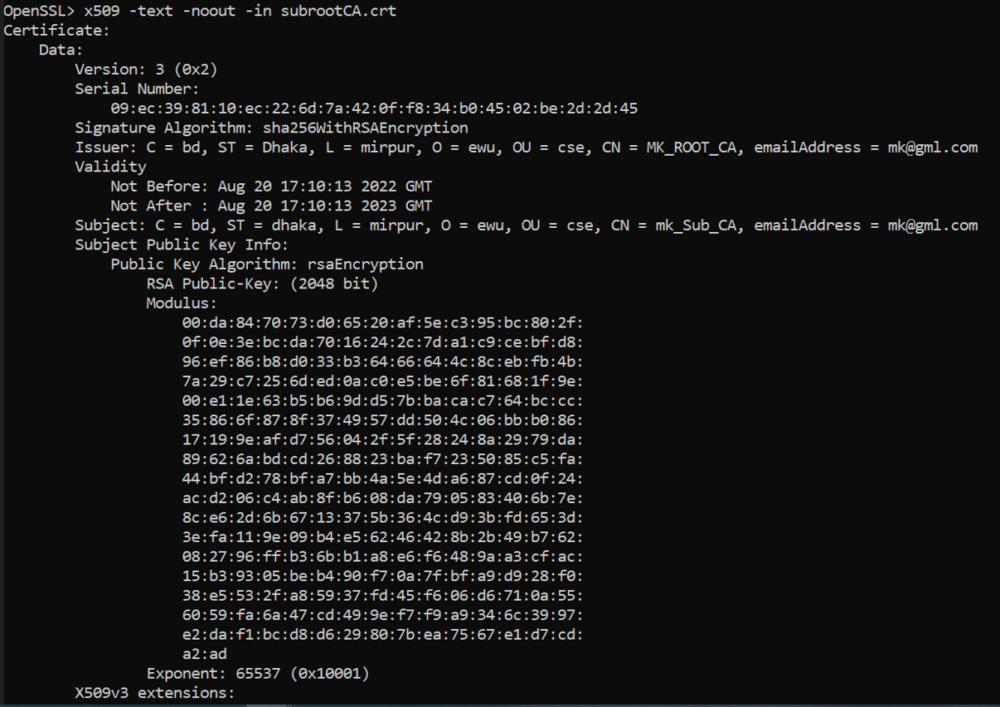 OpenSSL> x509 -text -noout -in subrootCA.crt
Certificate:
Data:
Version: 3 (0x2)
Serial Number:
09:ec:39:81:10:ec:22:6d:7a:42:0f:f8:34:b0:45:02:be:2d:2d:45
Signature Algorithm: sha256WithRSAEncryption
Issuer: C = bd, ST = Dhaka, L = mirpur, O = ewu, OU = cse, CN = MK_ROOT_CA, emailAddress = mk@gml.com
Validity
Not Before: Aug 20 17:10:13 2022 GMT
Not After : Aug 20 17:10:13 2023 GMT
Subject: C = bd, ST = dhaka, L = mirpur, O = ewu, OU = cse, CN = mk_Sub_CA, emailAddress = mk@gml.com
Subject Public Key Info:
Public Key Algorithm: rsaEncryption
RSA Public-Key: (2048 bit)
Modulus:
00:da:84:70:73:d0:65:20:af:5e:c3:95:bc:80:2f:
0f:0e:3e:bc:da:70:16:24:2c:7d:a1:c9:ce:bf:d8:
96:ef:86:b8:d0:33:b3:64:66:64:4c:8c:eb:fb:4b:
7a:29:c7:25:6d:ed:0a:c0:e5:be:6f:81:68:1f:9e:
00:e1:1e:63:b5:b6:9d:d5:7b:ba:ca:c7:64:bc:cc:
35:86:6f:87:8f:37:49:57:dd:50:4c:06:bb:b0:86:
17:19:9e:af:d7:56:04:2f:5f:28:24:8a:29:79:da:
89:62:6a:bd:cd:26:88:23:ba:f7:23:50:85:c5:fa:
44:bf:d2:78:bf:a7:bb:4a:5e:4d:a6:87:cd:0f:24:
ac:d2:06:c4:ab:8f:b6:08:da:79:05:83:40:6b:7e:
8c:e6:2d:6b:67:13:37:5b:36:4c:d9:3b:fd:65:3d:
3e:fa:11:9e:09:b4:e5:62:46:42:8b:2b:49:b7:62:
08:27:96:ff:b3:6b:b1:a8:e6:f6:48:9a:a3:cf:ac:
15:b3:93:05:be:b4:90:f7:0a:7f:bf:a9:d9:28:f0:
38:e5:53:2f:a8:59:37:fd:45:f6:06:d6:71:0a:55:
60:59:fa:6a:47:cd:49:9e:f7:f9:a9:34:6c:39:97:
e2:da:f1:bc:d8:d6:29:80:7b:ea:75:67:e1:d7:cd:
a2:ad
Exponent: 65537 (0x10001)
X509v3 extensions: